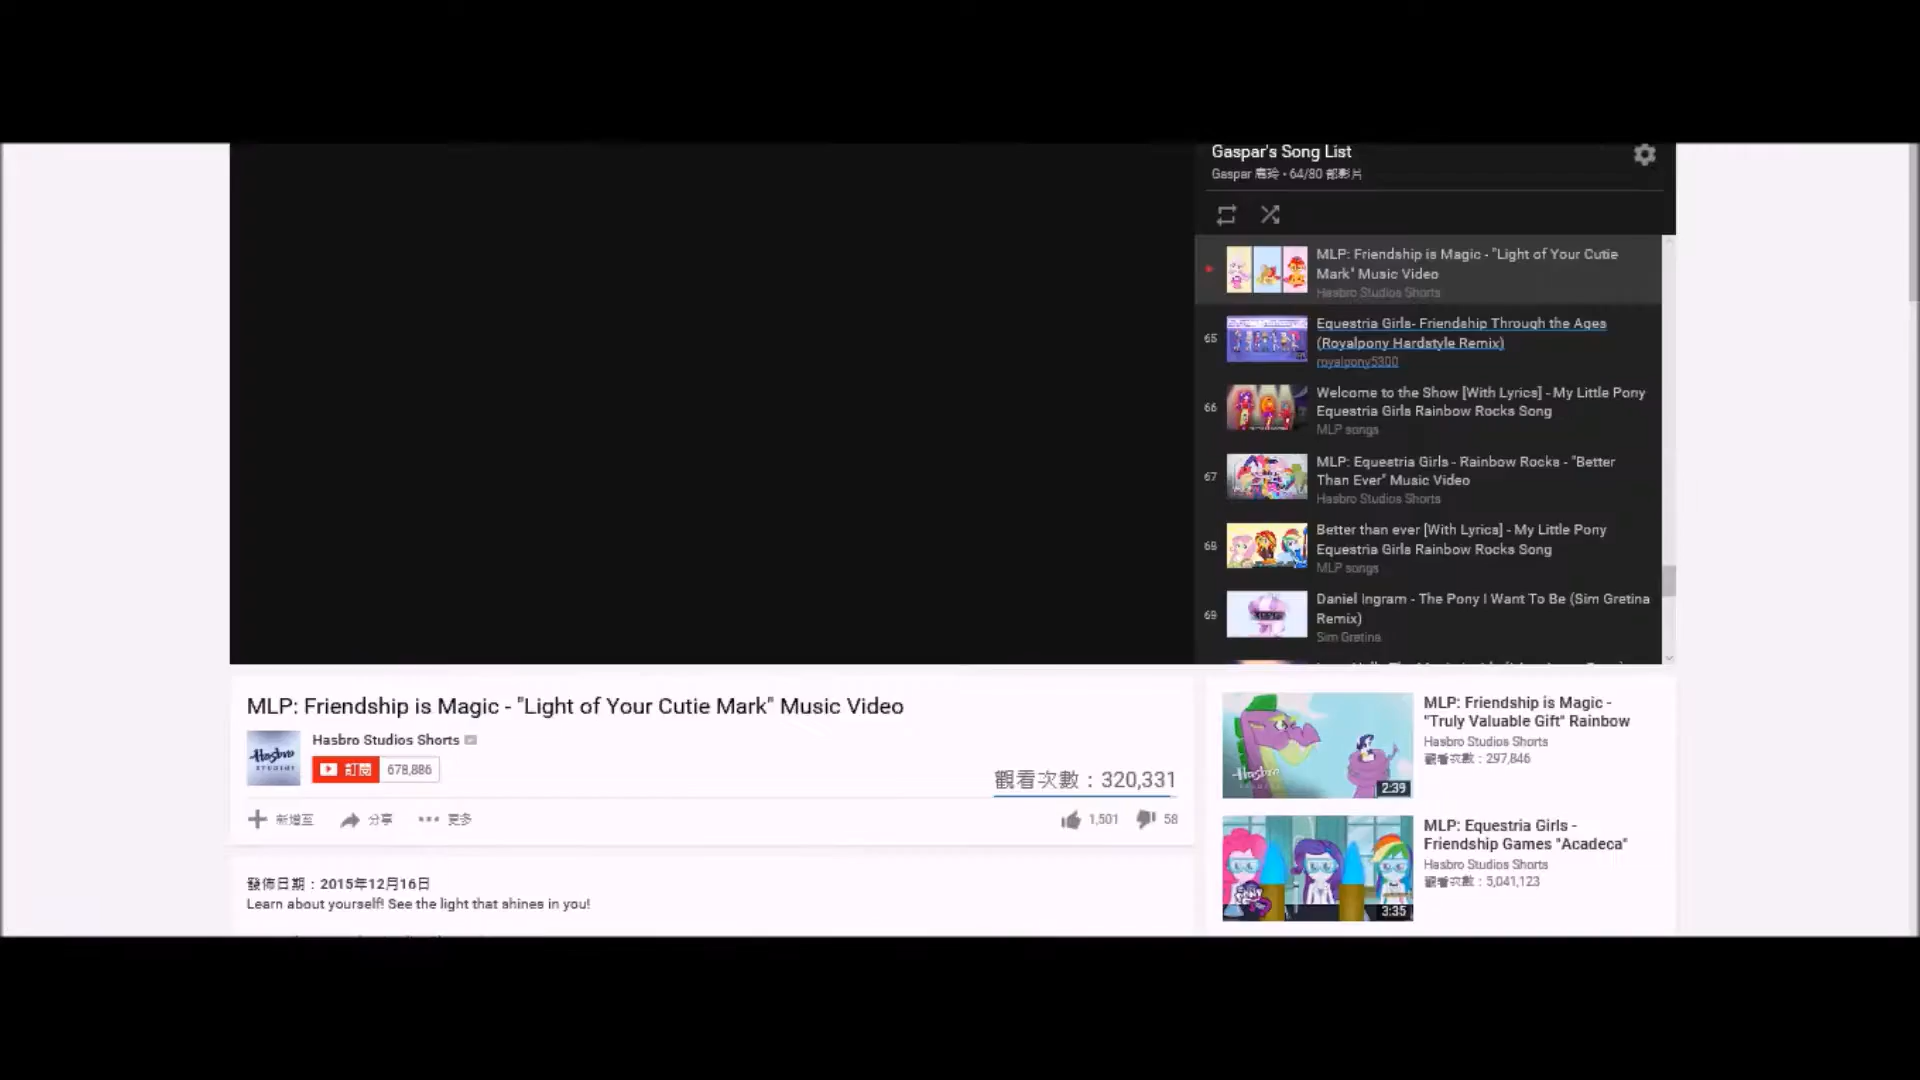 Gaspar's Song List
Gaspar 64/80 部影片
MLP: Friendship is Magic - "Light of Your Cutie
Mark" Music Video
Hasbro Studios Shorts
65
Equestria Girls- Friendship Through the Ages
(Royalpony Hardstyle Remix)
royalpony5300
66
Welcome to the Show [With Lyrics] - My Little Pony
Equestria Girls Rainbow Rocks Song
MLP songs
67
MLP: Equestria Girls - Rainbow Rocks - "Better
Than Ever" Music Video
Hasbro Studios Shorts
68
Better than ever [With Lyrics] - My Little Pony
Equestria Girls Rainbow Rocks Song
MLP songs
69
Daniel Ingram - The Pony I Want To Be (Sim Gretina
Remix)
Sim Gretina
MLP: Friendship is Magic - "Light of Your Cutie Mark" Music Video
Hasbro Studios Shorts
Hasbro
STUDIOS
訂閱 678,886
觀看次數：320,331
新增至 分享 更多
1,501 58
發佈日期：2015年12月16日
Learn about yourself! See the light that shines in you!
MLP: Friendship is Magic -
"Truly Valuable Gift" Rainbow
Hasbro Studios Shorts
觀看次數：297,846
Hasbro
2:39
MLP: Equestria Girls -
Friendship Games "Acadeca"
Hasbro Studios Shorts
觀看次數：5,041,123
3:35